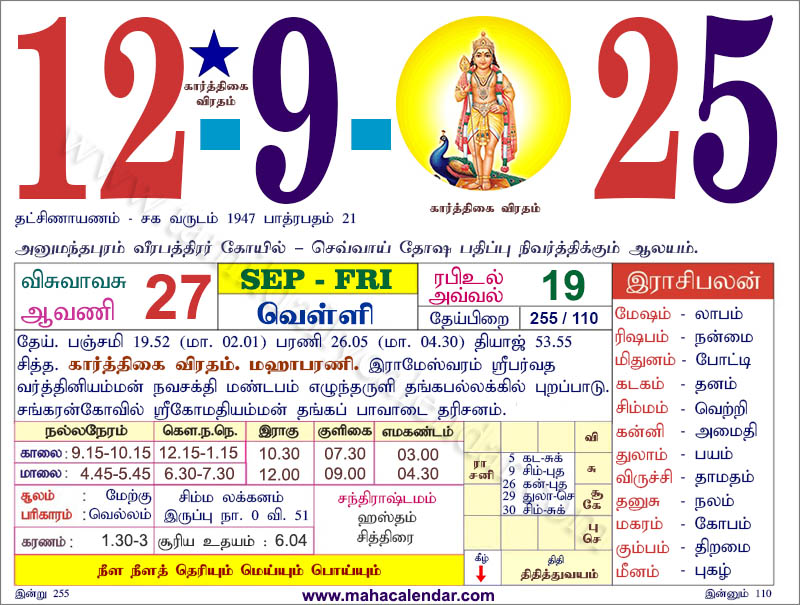 12 - 9 - 25
கார்த்திகை
விரதம்
கார்த்திகை விரதம்
தட்சிணாயணம் - சக வருடம் 1947 பாத்ரபதம் 21
அனுமந்தபுரம் வீரபத்திரர் கோயில் – செவ்வாய் தோஷ பதிப்பு நிவர்த்திக்கும் ஆலயம்.
விசுவாவசு
ஆவணி 27
SEP - FRI
வெள்ளி
ரபிஉல்
அவ்வல் 19
தேய்பிறை 255 / 110
தேய். பஞ்சமி 19.52 (மா. 02.01) பரணி 26.05 (மா. 04.30) தியாஜ் 53.55
சித்த. கார்த்திகை விரதம். மஹாபரணி. இராமேஸ்வரம் ஸ்ரீபர்வத
வர்த்தினியம்மன் நவசக்தி மண்டபம் எழுந்தருளி தங்கபல்லக்கில் புறப்பாடு.
சங்கரன்கோவில் ஸ்ரீகோமதியம்மன் தங்கப் பாவாடை தரிசனம்.
நல்லநேரம் கௌ.ந.நெ. இராகு குளிகை எமகண்டம்
காலை: 9.15-10.15 12.15-1.15 10.30 07.30 03.00
மாலை: 4.45-5.45 6.30-7.30 12.00 09.00 04.30
சூலம் : மேற்கு
பரிகாரம் : வெல்லம்
சிம்ம லக்கனம்
இருப்பு நா. 0 வி. 51
சந்திராஷ்டமம்
ஹஸ்தம்
சித்திரை
கரணம்: 1.30-3 சூரிய உதயம் : 6.04
நீள நீளத் தெரியும் மெய்யும் பொய்யும்
வி
ரா
சனி
5 கட-சுக்
9 சிம்-புத
26 கன்-புத
29 துலா-செ
30 சிம்-சுக்
சு
சூ
கே
பு
செ
கீழ்
திதி
திதித்துவயம்
இராசிபலன்
மேஷம் - லாபம்
ரிஷபம் - நன்மை
மிதுனம் - போட்டி
கடகம் - தனம்
சிம்மம் - வெற்றி
கன்னி - அமைதி
துலாம் - பயம்
விருச்சி - தாமதம்
தனுசு - நலம்
மகரம் - கோபம்
கும்பம் - திறமை
மீனம் - புகழ்
இன்று 255
www.mahacalendar.com
இன்னும் 110